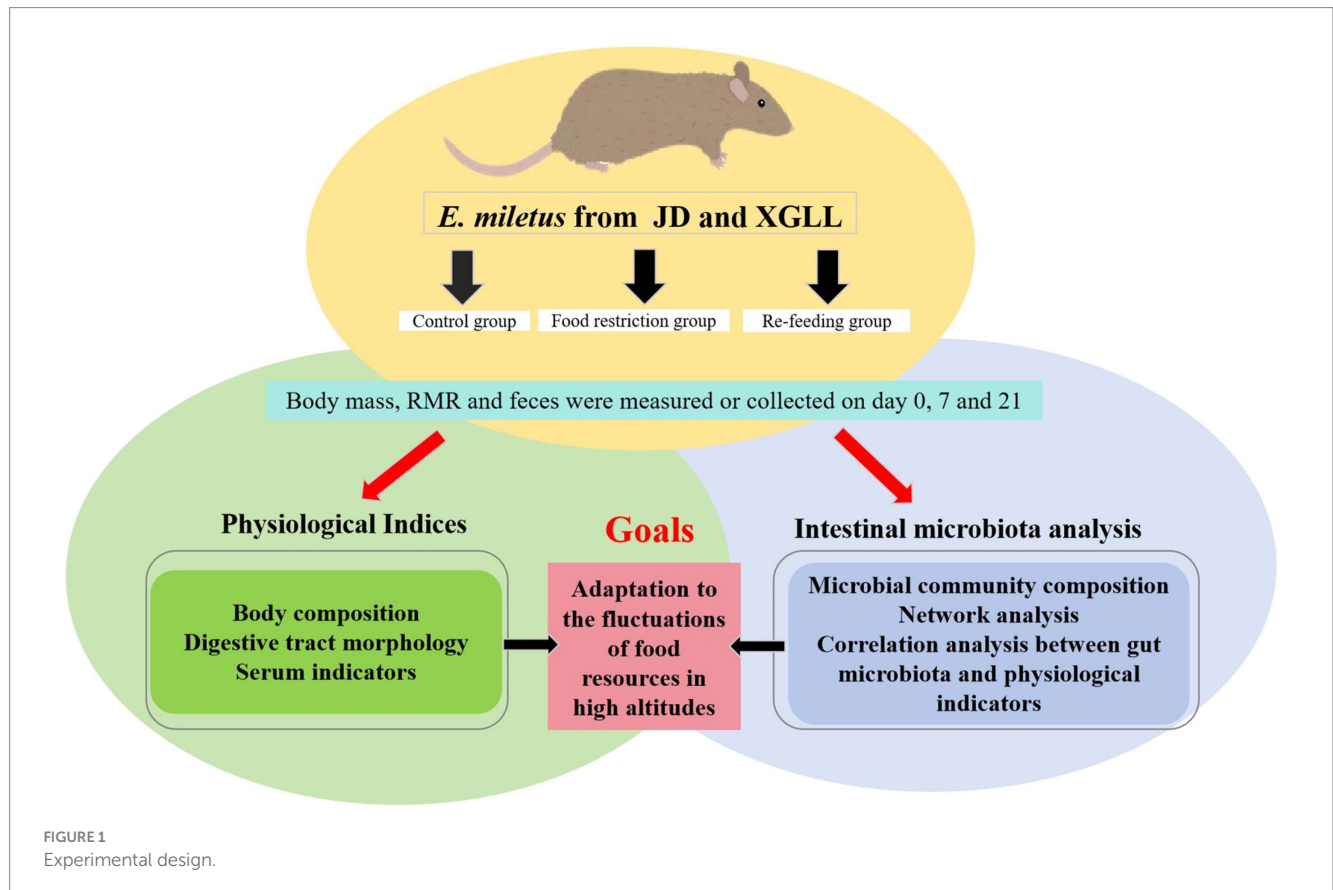 E. miletus from JD and XGLL
Control group
Food restriction group
Re-feeding group
Body mass, RMR and feces were measured or collected on day 0, 7 and 21
Physiological Indices
Body composition
Digestive tract morphology
Serum indicators
Goals
Adaptation to
the fluctuations
of food
resources in
high altitudes
Intestinal microbiota analysis
Microbial community composition
Network analysis
Correlation analysis between gut
microbiota and physiological
indicators
FIGURE 1
Experimental design.